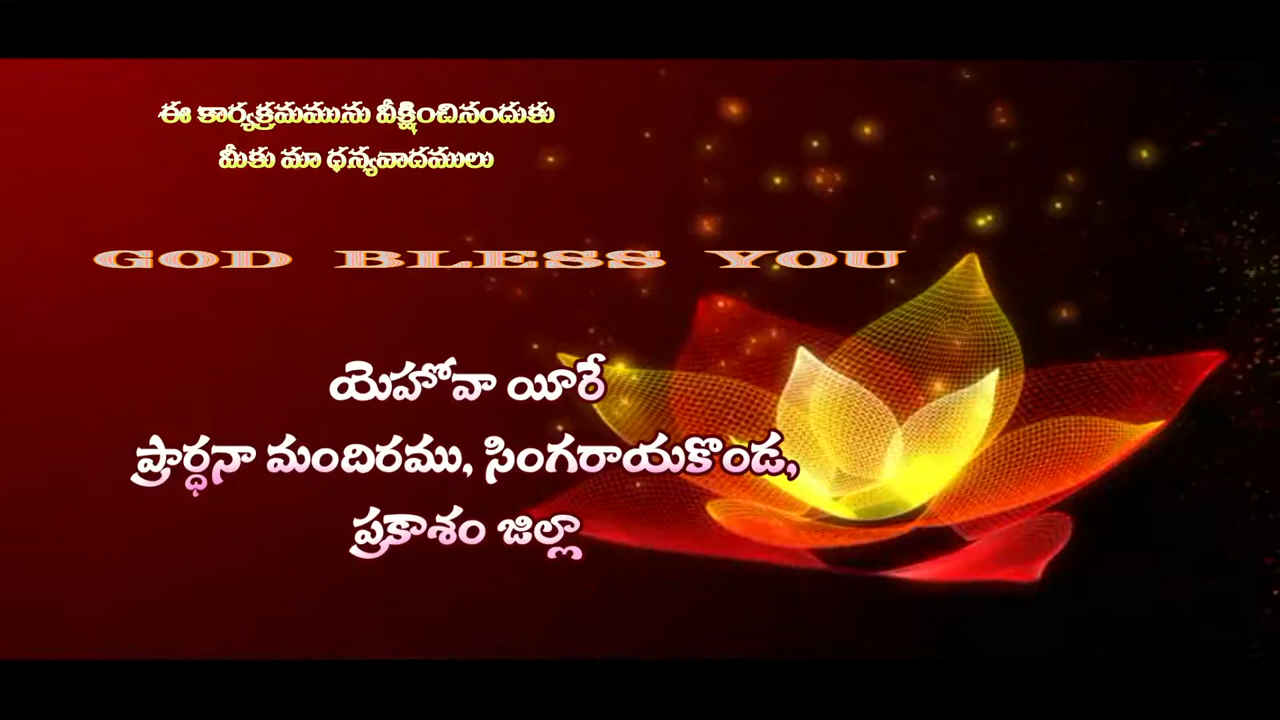 ఈ కార్యక్రమమును వీక్షించినందుకు
మీకు మా ధన్యవాదములు
GOD BLESS YOU
యెహోవా యీరే
ప్రార్ధనా మందిరము, సింగరాయకొండ,
ప్రకాశం జిల్లా